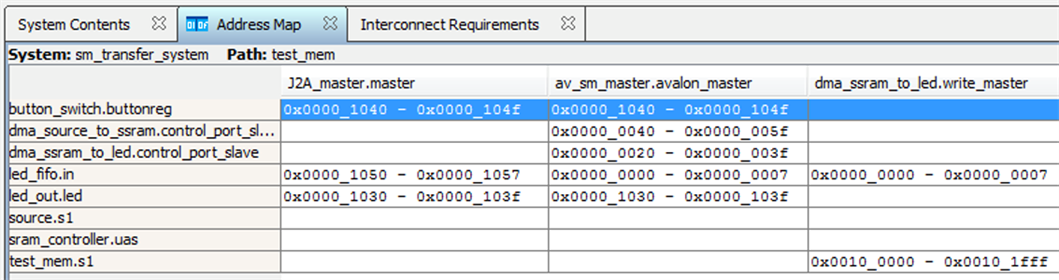 System Contents Address Map Interconnect Requirements
System: sm_transfer_system Path: test_mem
J2A_master.master av_sm_master.avalon_master dma_ssram_to_led.write_master
button_switch.buttonreg 0x0000_1040 - 0x0000_104f 0x0000_1040 - 0x0000_104f
dma_source_to_ssram.control_port_sl... 0x0000_0040 - 0x0000_005f
dma_ssram_to_led.control_port_slave 0x0000_0020 - 0x0000_003f
led_fifo.in 0x0000_1050 - 0x0000_1057 0x0000_0000 - 0x0000_0007 0x0000_0000 - 0x0000_0007
led_out.led 0x0000_1030 - 0x0000_103f 0x0000_1030 - 0x0000_103f
source.s1
sram_controller.uas
test_mem.s1 0x0010_0000 - 0x0010_1fff